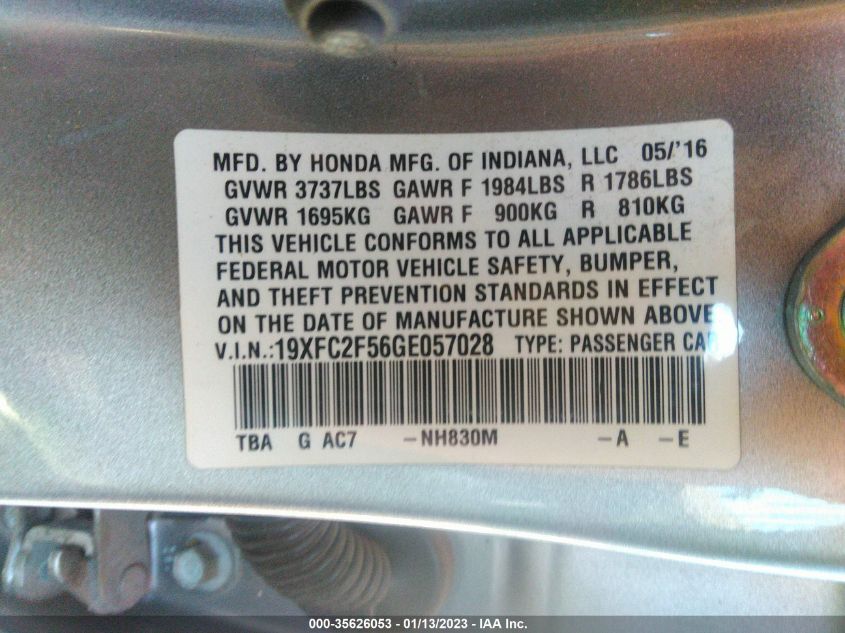 MFD. BY HONDA MFG. OF INDIANA, LLC 05/'16
GVWR 3737LBS GAWR F 1984LBS R 1786LBS
GVWR 1695KG GAWR F 900KG R 810KG
THIS VEHICLE CONFORMS TO ALL APPLICABLE
FEDERAL MOTOR VEHICLE SAFETY, BUMPER,
AND THEFT PREVENTION STANDARDS IN EFFECT
ON THE DATE OF MANUFACTURE SHOWN ABOVE
V.I.N.:19XFC2F56GE057028 TYPE: PASSENGER CAR
TBA G AC7 -NH830M -A -E
000-35626053 - 01/13/2023 - IAA Inc.